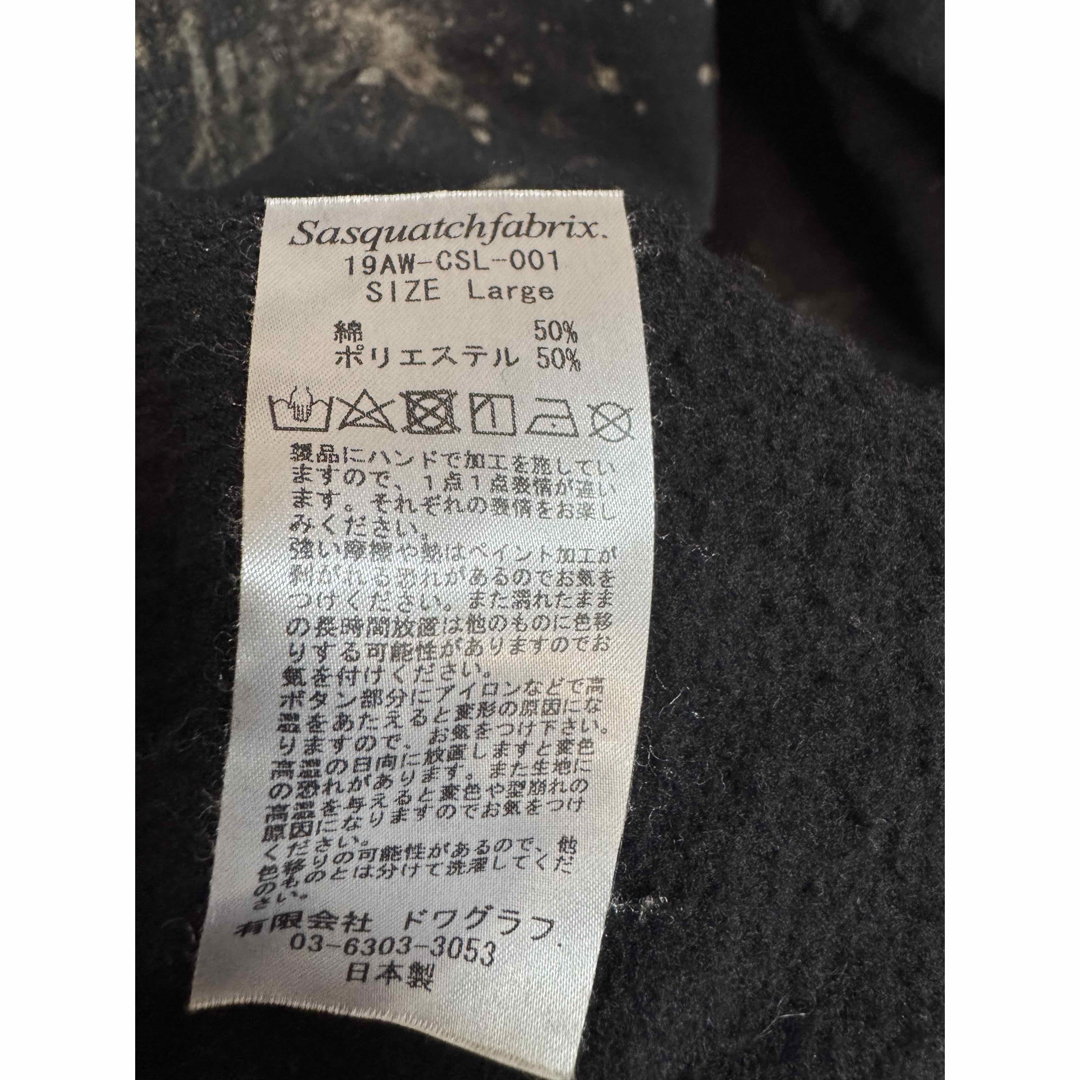 Sasquatchfabrix.
19AW-CSL-001
SIZE Large
綿 50%
ポリエステル 50%
製品にハンドで加工を施してい
ますので、1点1点表情が違い
ます。それぞれの表情をお楽し
みください。
強い摩擦や熱はペイント加工が
剥がれる恐れがあるのでお気を
つけください。また濡れたまま
の長時間放置は他のものに色移
りする可能性がありますのでお
気を付けください。
ボタン部分にアイロンなどで高
温をあたえると変形の原因にな
りますので、お気をつけ下さい。
高温の日向に放置しますと変色
の恐れがあります。また生地に
高温を与えると変色や型崩れの
原因になりますのでお気をつけ
ください。
色移りの可能性があるので、他
のものとは分けて洗濯してくだ
さい。
有限会社 ドワグラフ.
03-6303-3053
日本製